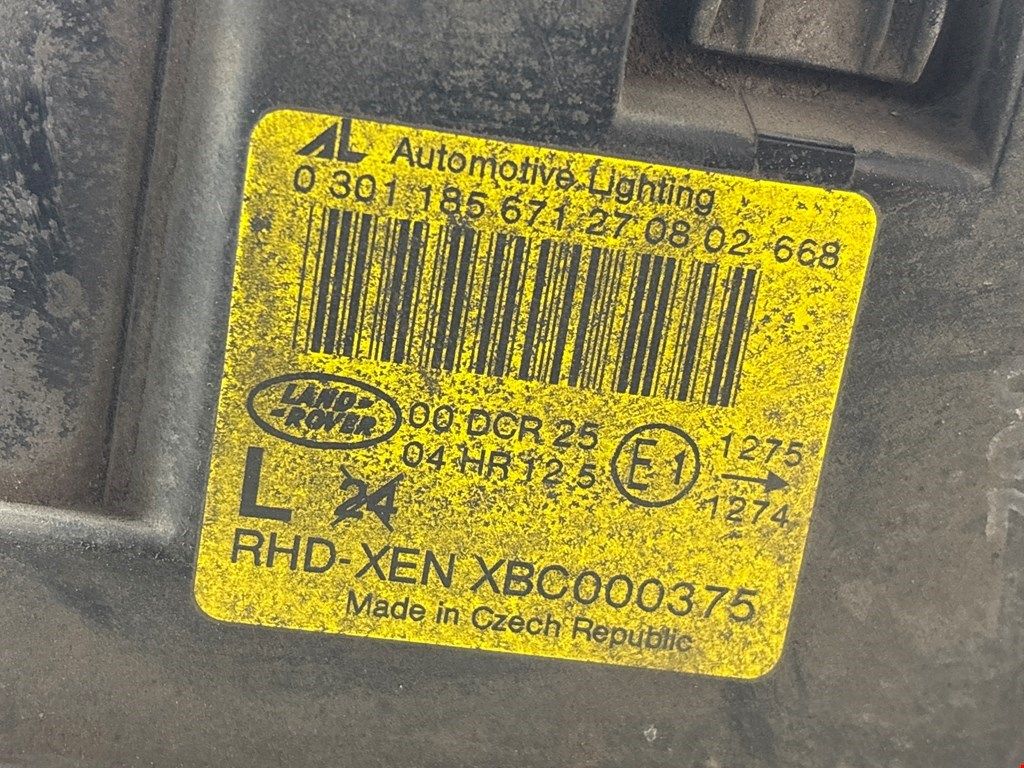 AL Automotive Lighting
0 301 185 671 27 08 02 668
LAND ROVER
00 DCR 25
04 HR 12.5
E1
1275
1274
L 24
RHD-XEN XBC000375
Made in Czech Republic